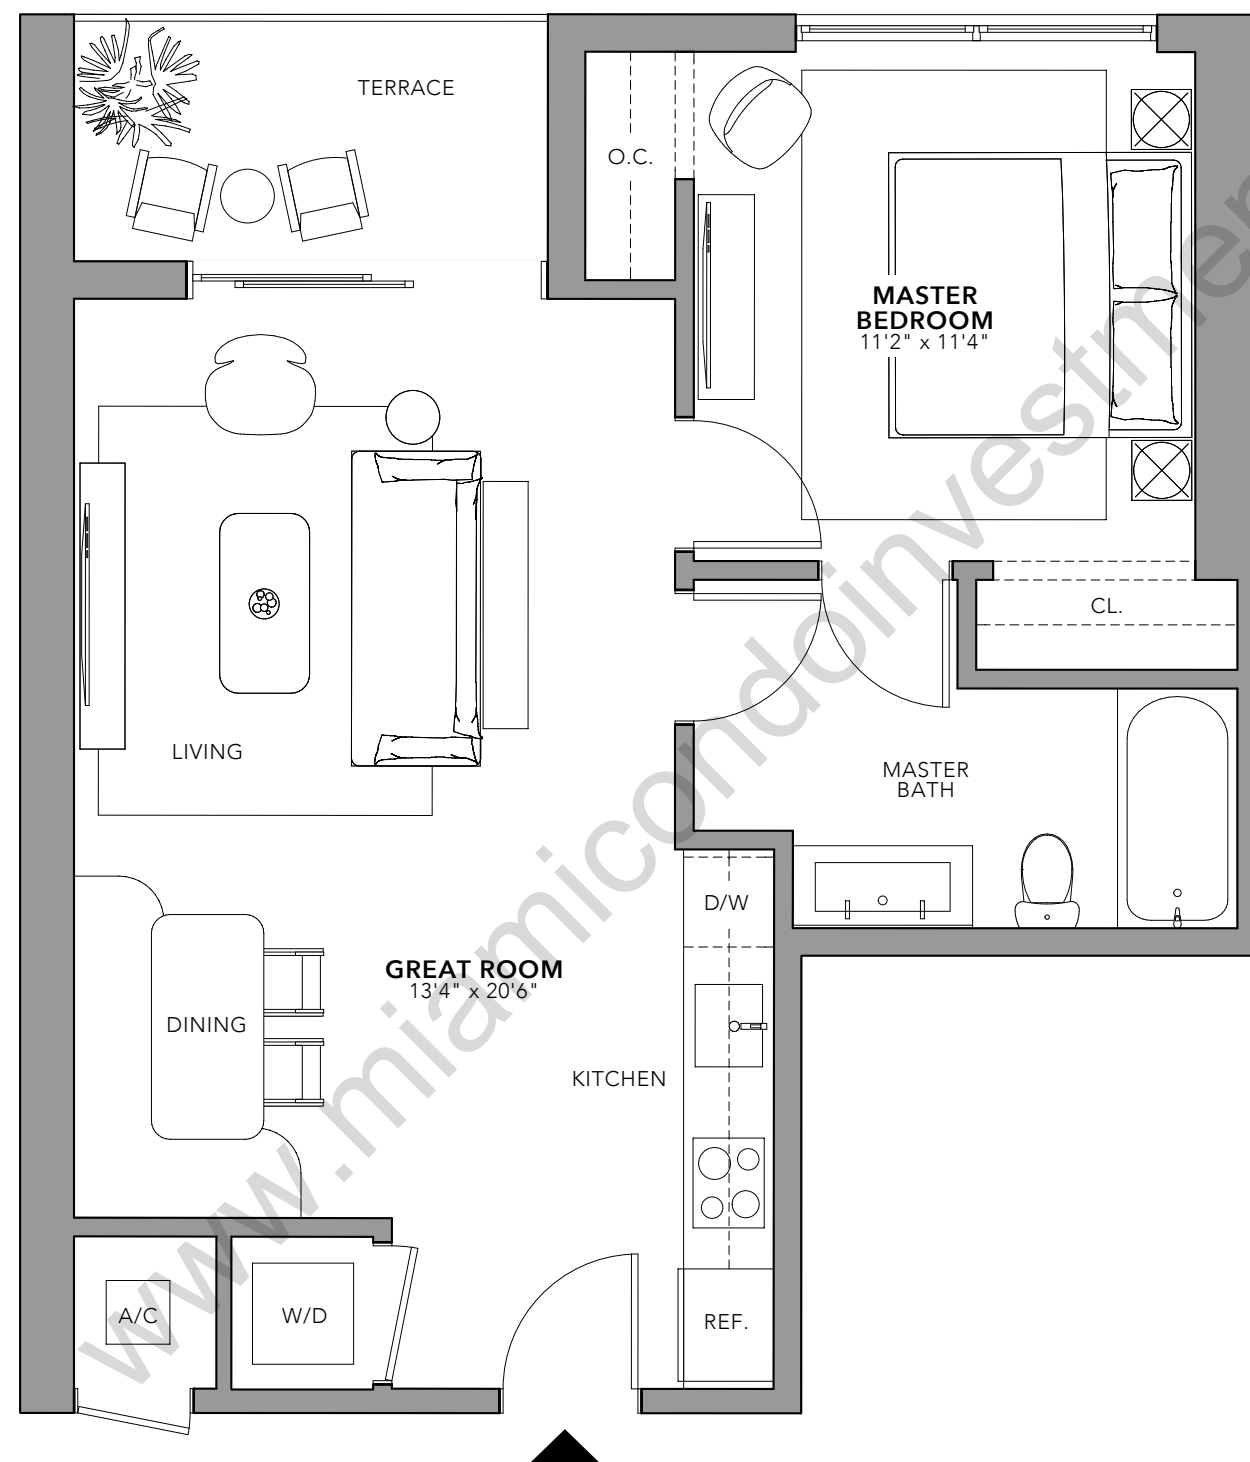 TERRACE
O.C.
MASTER
BEDROOM
11'2" x 11'4"
CL.
LIVING
MASTER
BATH
D/W
GREAT ROOM
13'4" x 20'6"
DINING
KITCHEN
A/C
W/D
REF.
www.miamicondoinvestmen